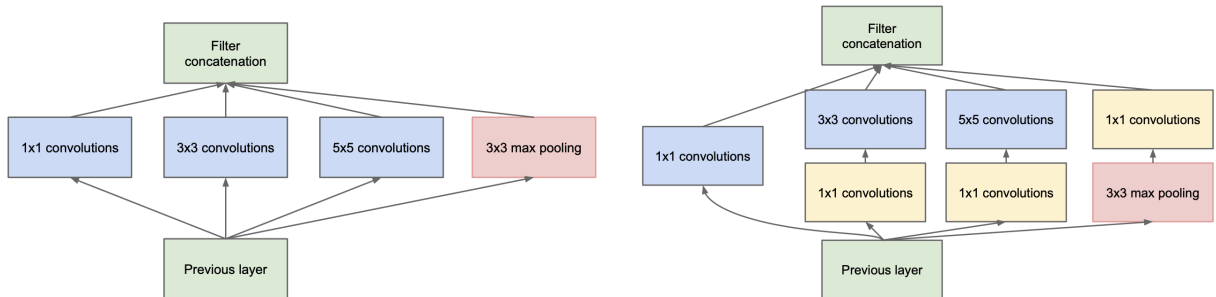 Filter
concatenation
1x1 convolutions
3x3 convolutions
5x5 convolutions
3x3 max pooling
Previous layer
Filter
concatenation
3x3 convolutions
5x5 convolutions
1x1 convolutions
1x1 convolutions
1x1 convolutions
1x1 convolutions
3x3 max pooling
Previous layer